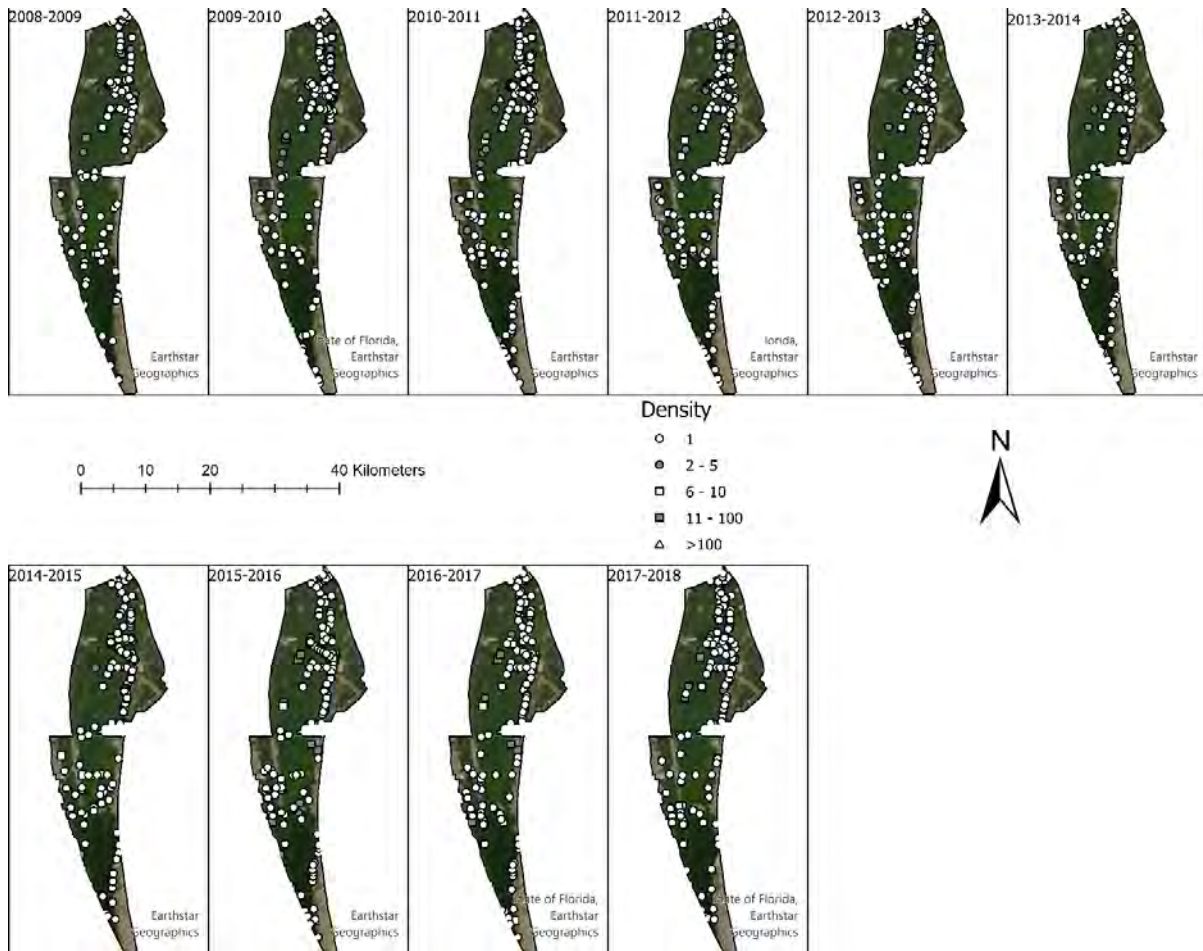 2008-2009
2009-2010
2010-2011
2011-2012
2012-2013
2013-2014
Earthstar
Geographics
ate of Florida,
Earthstar
Geographics
Earthstar
Geographics
lorida,
Earthstar
Geographics
Earthstar
Geographics
Earthstar
Geographics
Density
1
2 - 5
6 - 10
11 - 100
>100
0 10 20 40 Kilometers
N
2014-2015
2015-2016
2016-2017
2017-2018
Earthstar
Geographics
Earthstar
Geographics
ate of Florida,
Earthstar
Geographics
ate of Florida,
Earthstar
Geographics